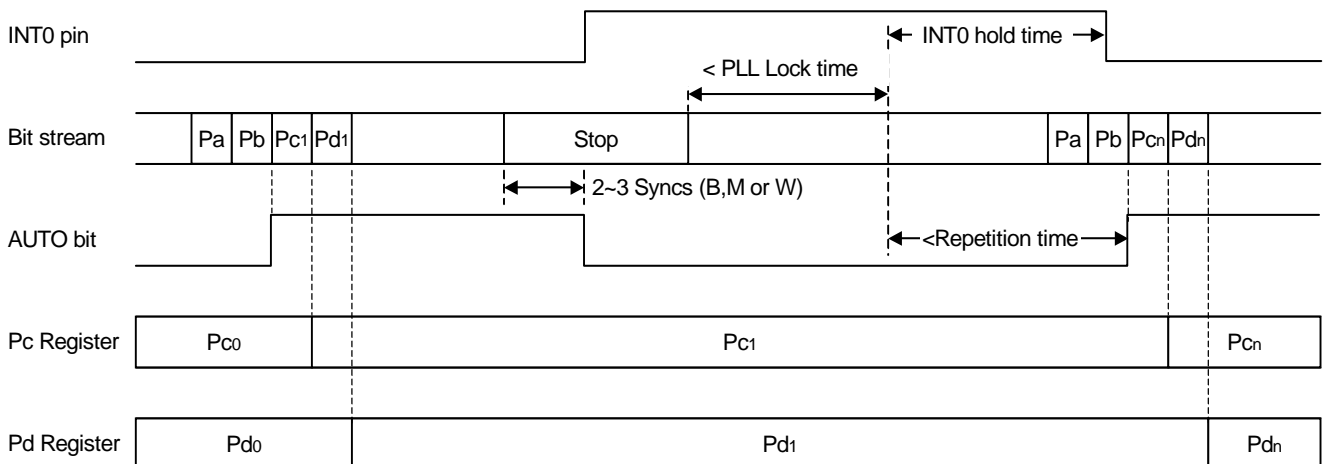 INT0 pin
INT0 hold time
< PLL Lock time
Bit stream
Pa Pb Pc1 Pd1 Stop Pa Pb Pcn Pdn
2~3 Syncs (B,M or W)
AUTO bit
<Repetition time
Pc Register Pc0 Pc1 Pcn
Pd Register Pd0 Pd1 Pdn